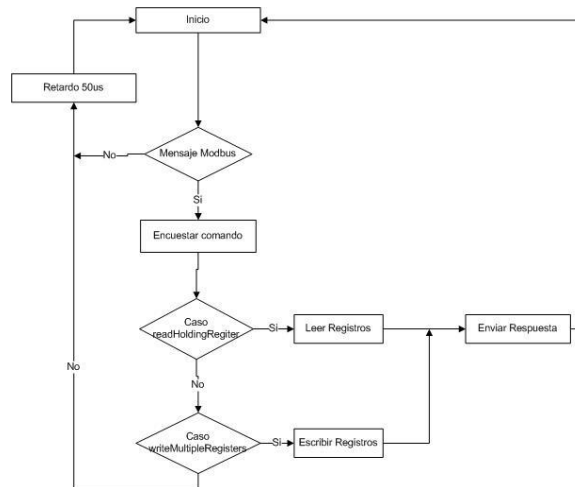 Inicio
Retardo 50us
No
Mensaje Modbus
Si
Encuestar comando
Caso
readHoldingRegiter
Si
Leer Registros
Enviar Respuesta
No
No
Caso
writeMultipleRegisters
Si
Escribir Registros